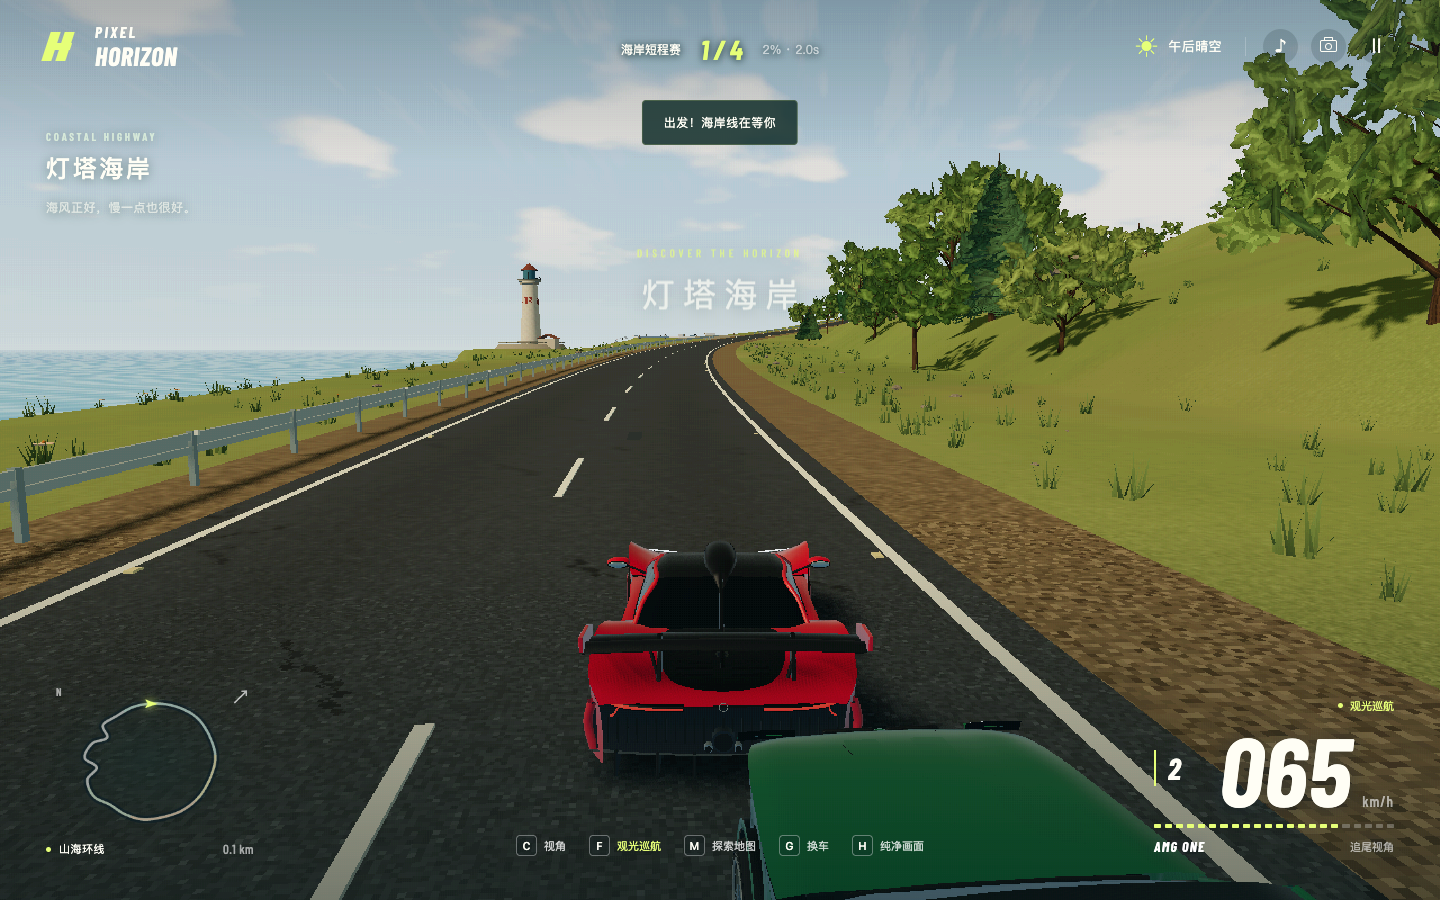 H
PIXEL
HORIZON
海岸短程赛 1/4 2% · 2.0s
午后晴空
出发！海岸线在等你
COASTAL HIGHWAY
灯塔海岸
海风正好，慢一点也很好。
DISCOVER THE HORIZON
灯塔海岸
N
山海环线 0.1 km
C 视角 F 观光巡航 M 探索地图 G 换车 H 纯净画面
观光巡航
2 065 km/h
AMG ONE 追尾视角